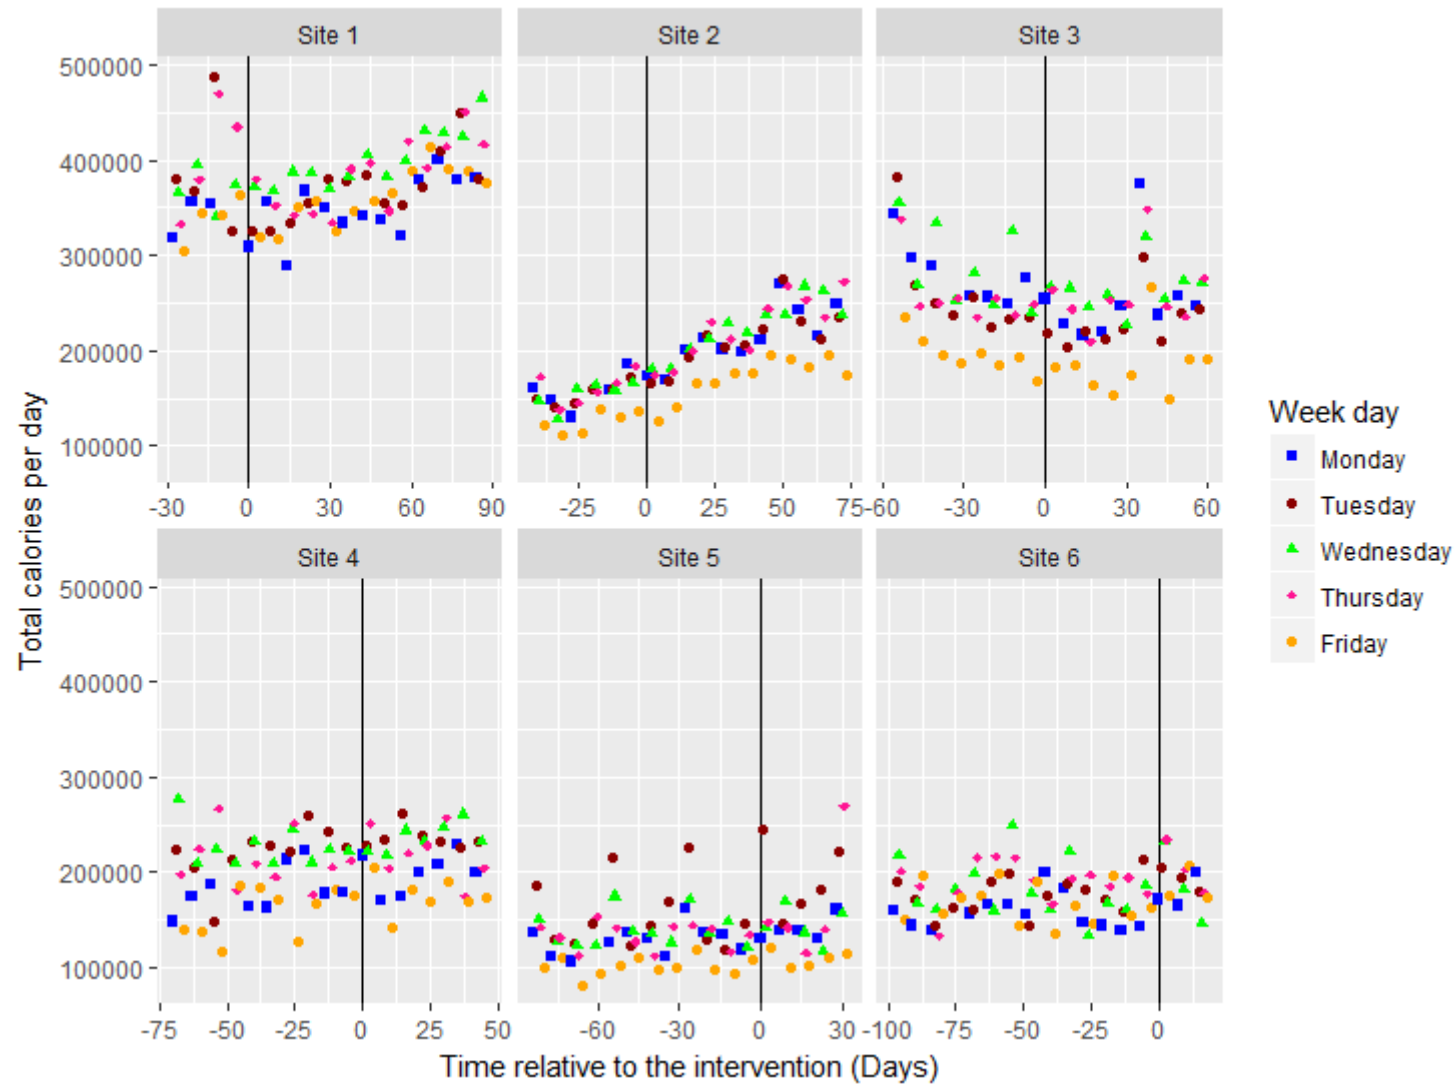 Site 1 Site 2 Site 3
500000
400000
300000
200000
100000
-30 0 30 60 90 -25 0 25 50 75 -60 -30 0 30 60
Site 4 Site 5 Site 6
500000
400000
300000
200000
100000
-75 -50 -25 0 25 50 -60 -30 0 30 -100 -75 -50 -25 0
Time relative to the intervention (Days)
Total calories per day
Week day
Monday
Tuesday
Wednesday
Thursday
Friday